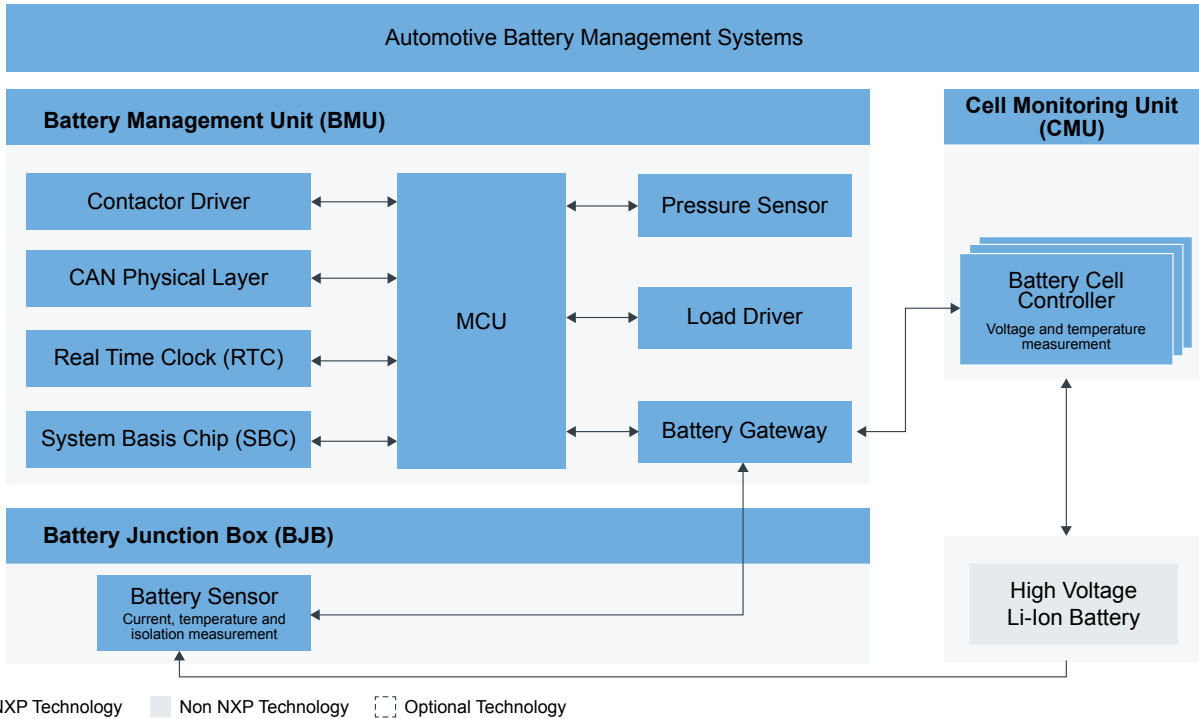 Automotive Battery Management Systems
Battery Management Unit (BMU)
Contactor Driver
CAN Physical Layer
Real Time Clock (RTC)
System Basis Chip (SBC)
MCU
Pressure Sensor
Load Driver
Battery Gateway
Cell Monitoring Unit
(CMU)
Battery Cell
Controller
Voltage and temperature
measurement
Battery Junction Box (BJB)
Battery Sensor
Current, temperature and
isolation measurement
High Voltage
Li-Ion Battery
NXP Technology
Non NXP Technology
Optional Technology